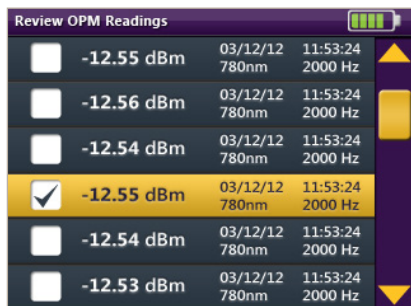 Review OPM Readings
-12.55 dBm 03/12/12 11:53:24
780nm 2000 Hz
-12.56 dBm 03/12/12 11:53:24
780nm 2000 Hz
-12.54 dBm 03/12/12 11:53:24
780nm 2000 Hz
-12.55 dBm 03/12/12 11:53:24
780nm 2000 Hz
-12.54 dBm 03/12/12 11:53:24
780nm 2000 Hz
-12.53 dBm 03/12/12 11:53:24
780nm 2000 Hz